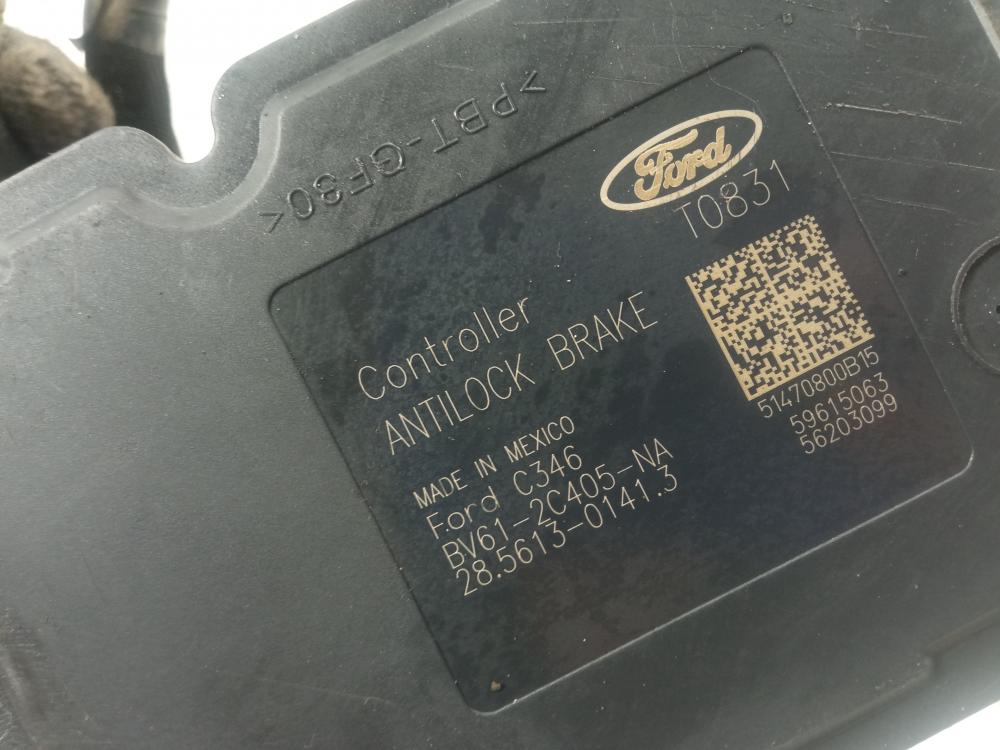 >PBT-GF30<
Ford
T0831
Controller
ANTILOCK BRAKE
51470800B15
59615063
56203099
MADE IN MEXICO
Ford C346
BV61-2C405-NA
28.5613-0141.3